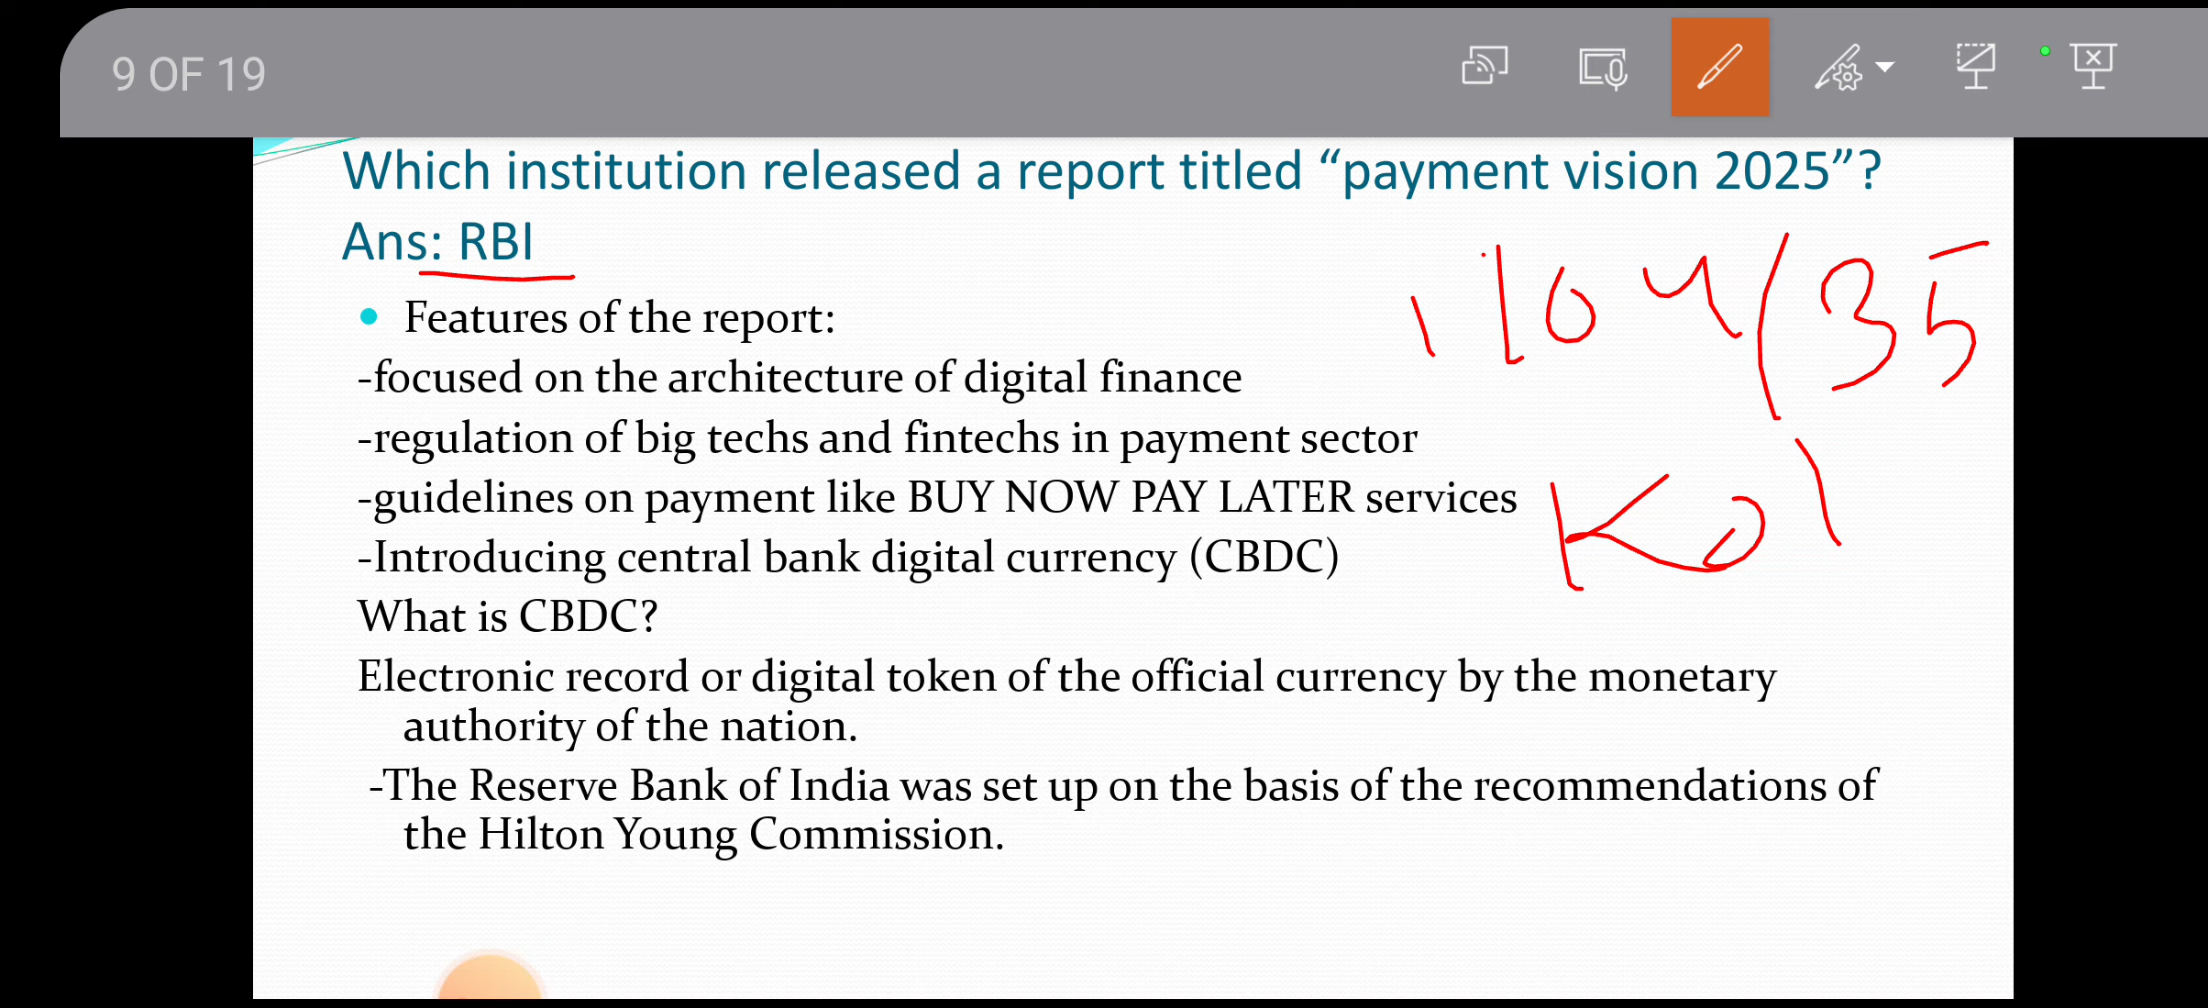 9 OF 19
Which institution released a report titled “payment vision 2025”?
Ans: RBI
1/04/35
• Features of the report:
-focused on the architecture of digital finance
-regulation of big techs and fintechs in payment sector
-guidelines on payment like BUY NOW PAY LATER services
Kol
-Introducing central bank digital currency (CBDC)
What is CBDC?
Electronic record or digital token of the official currency by the monetary
authority of the nation.
-The Reserve Bank of India was set up on the basis of the recommendations of
the Hilton Young Commission.